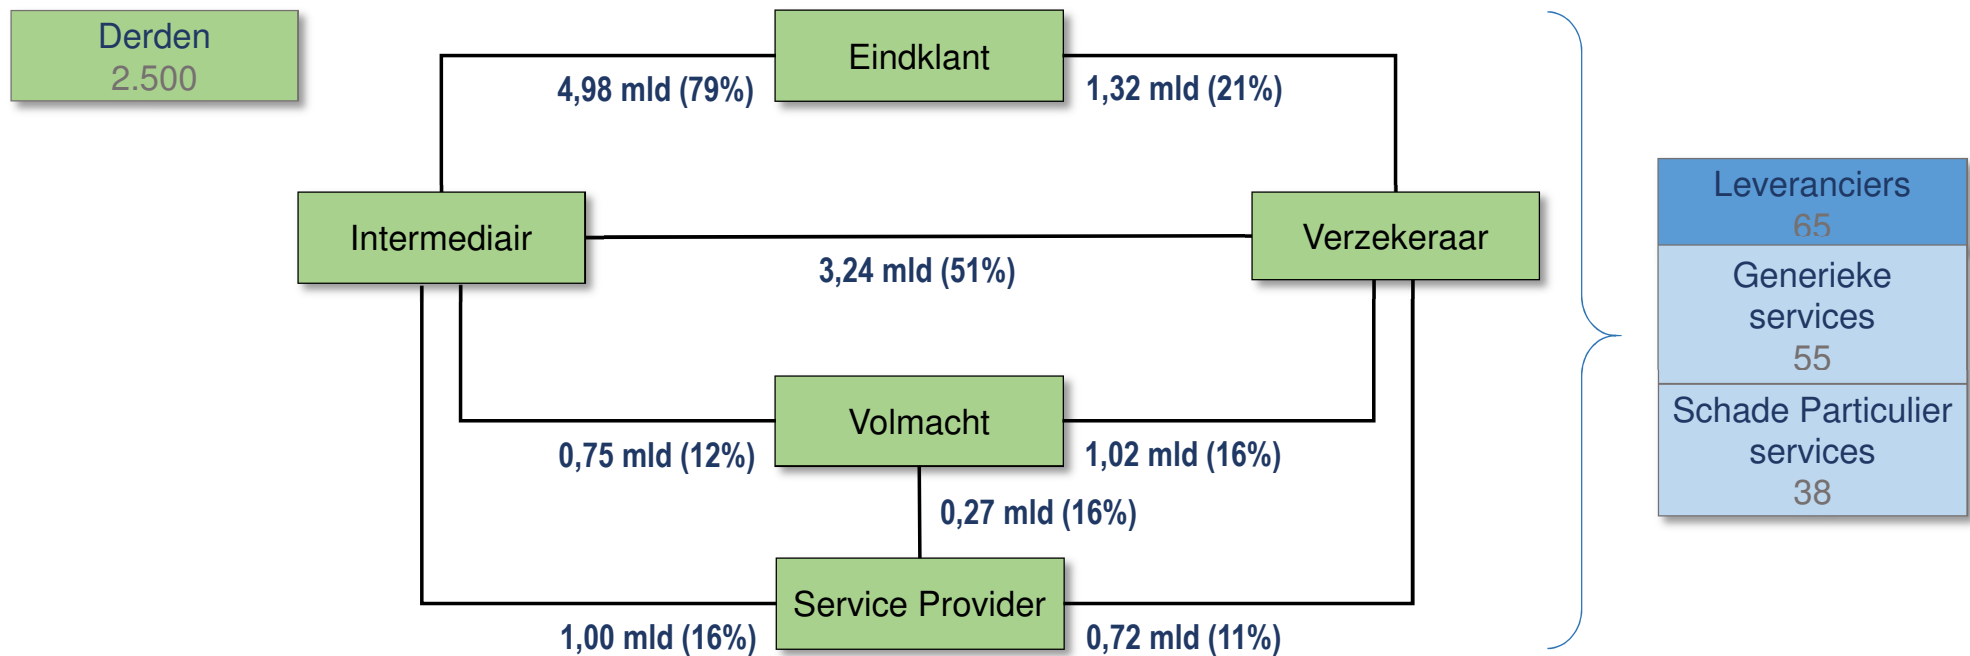 Derden
2.500
Eindklant
4,98 mld (79%)
1,32 mld (21%)
Intermediair
Verzekeraar
3,24 mld (51%)
Volmacht
0,75 mld (12%)
1,02 mld (16%)
0,27 mld (16%)
Service Provider
1,00 mld (16%)
0,72 mld (11%)
Leveranciers
65
Generieke
services
55
Schade Particulier
services
38